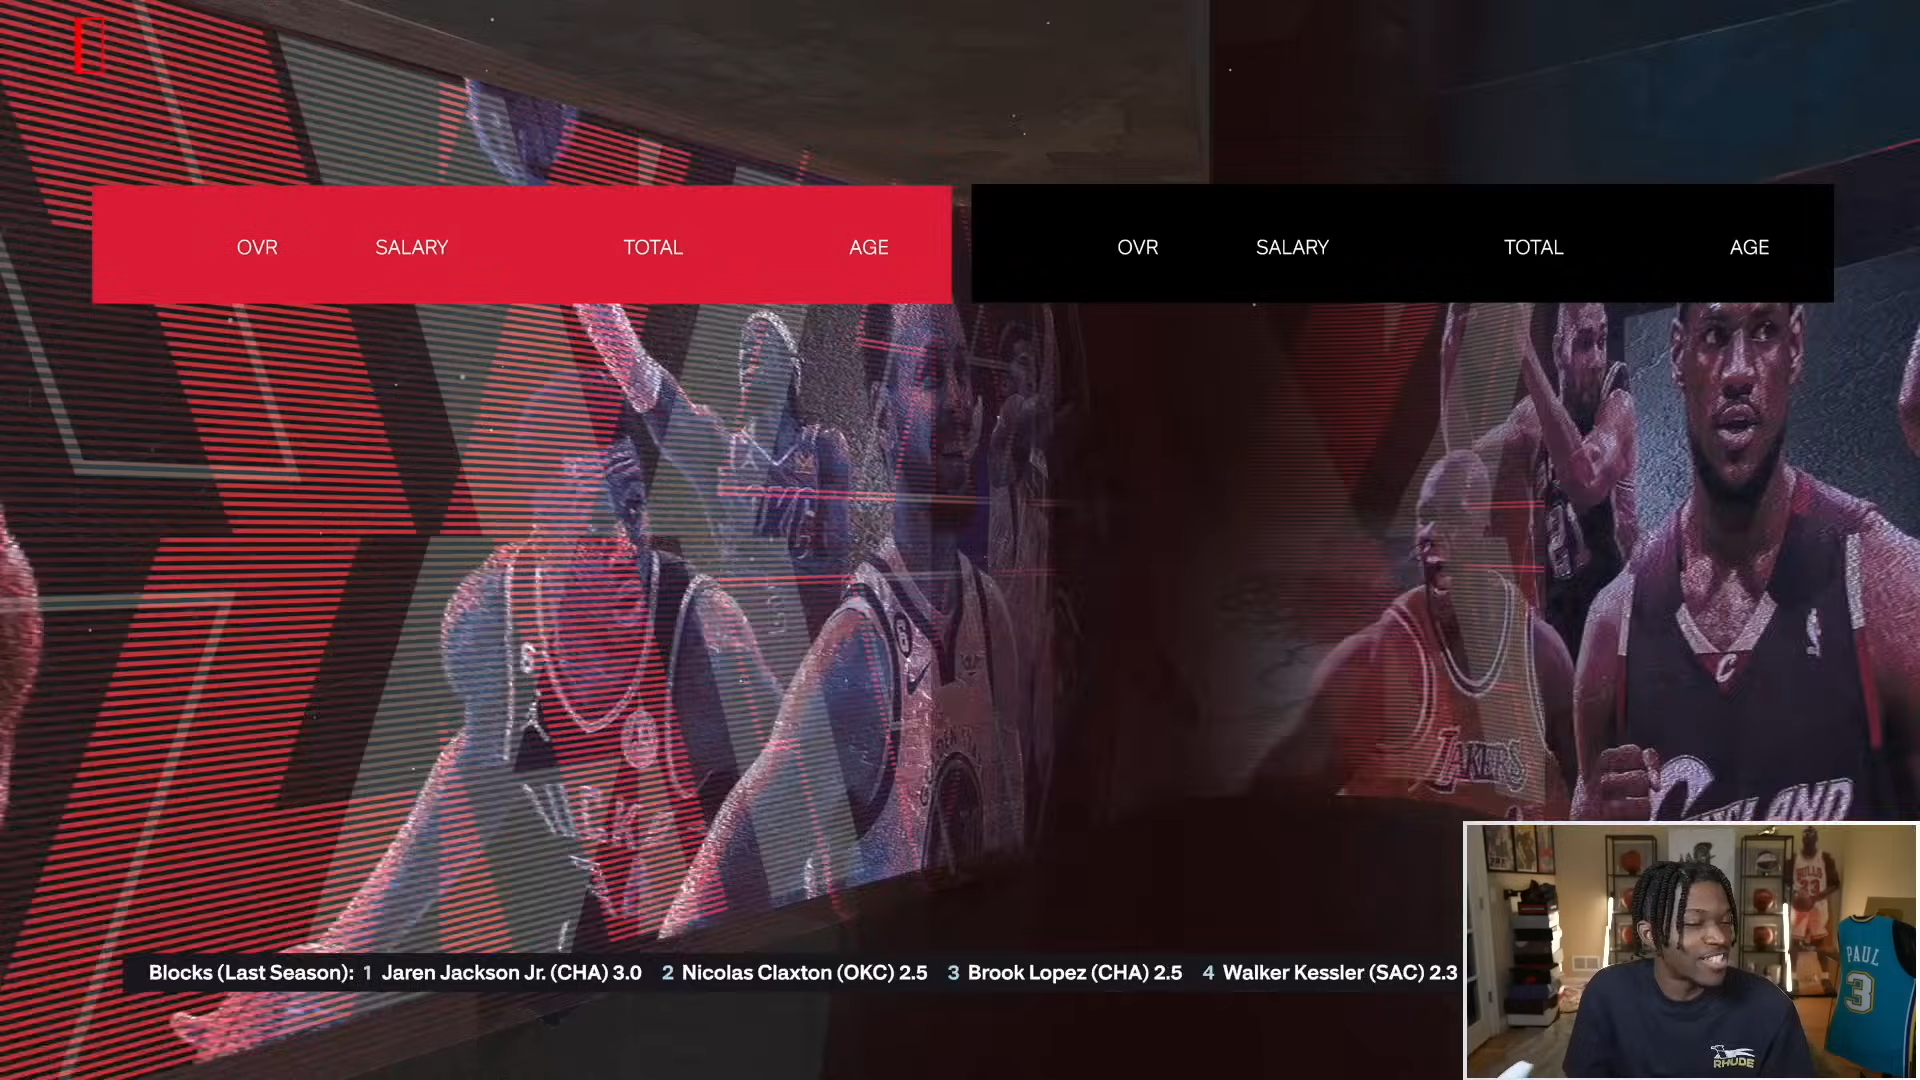 OVR SALARY TOTAL AGE
OVR SALARY TOTAL AGE
LAKERS
Blocks (Last Season): 1 Jaren Jackson Jr. (CHA) 3.0 2 Nicolas Claxton (OKC) 2.5 3 Brook Lopez (CHA) 2.5 4 Walker Kessler (SAC) 2.3
BULLS
23
PAUL
3
RHUDE